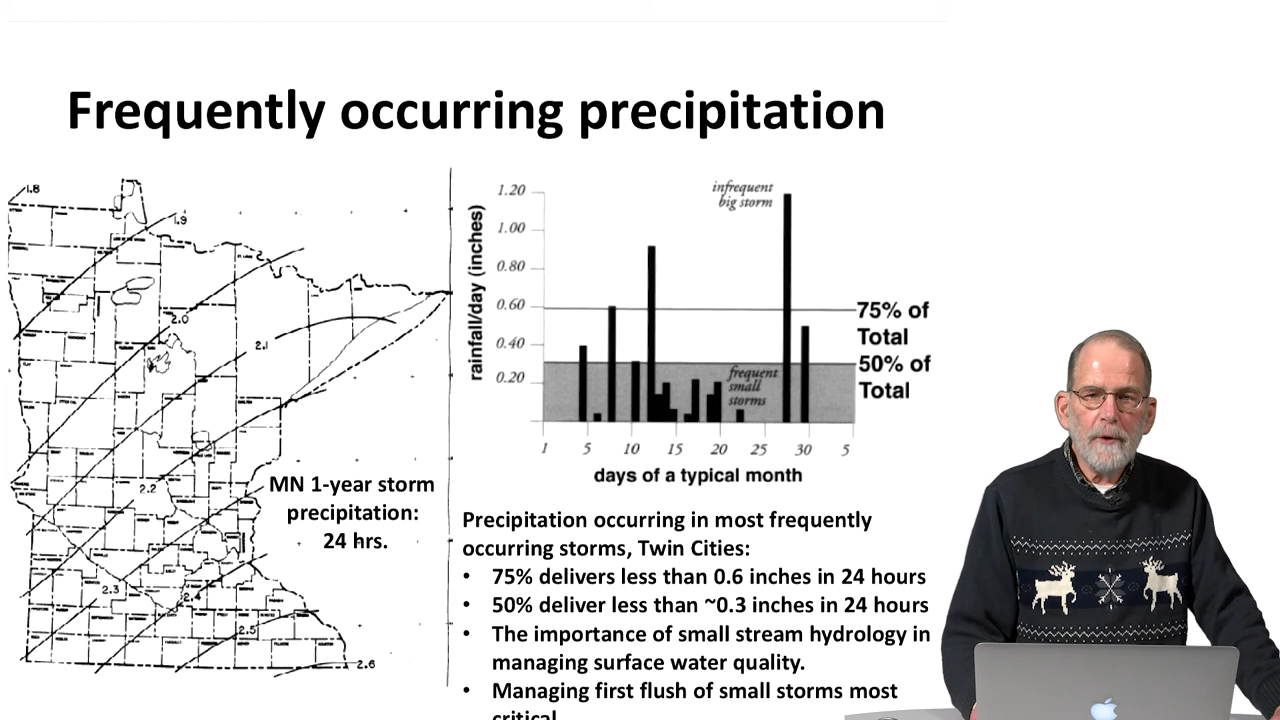 Frequently occurring precipitation
1.8
1.9
2.0
2.1
2.2
2.3
2.4
2.5
2.6
MN 1-year storm
precipitation:
24 hrs.
rainfall/day (inches)
1.20
1.00
0.80
0.60
0.40
0.20
infrequent
big storm
frequent
small
storms
75% of
Total
50% of
Total
1 5 10 15 20 25 30 5
days of a typical month
Precipitation occurring in most frequently
occurring storms, Twin Cities:
• 75% delivers less than 0.6 inches in 24 hours
• 50% deliver less than ~0.3 inches in 24 hours
• The importance of small stream hydrology in
managing surface water quality.
• Managing first flush of small storms most
critical